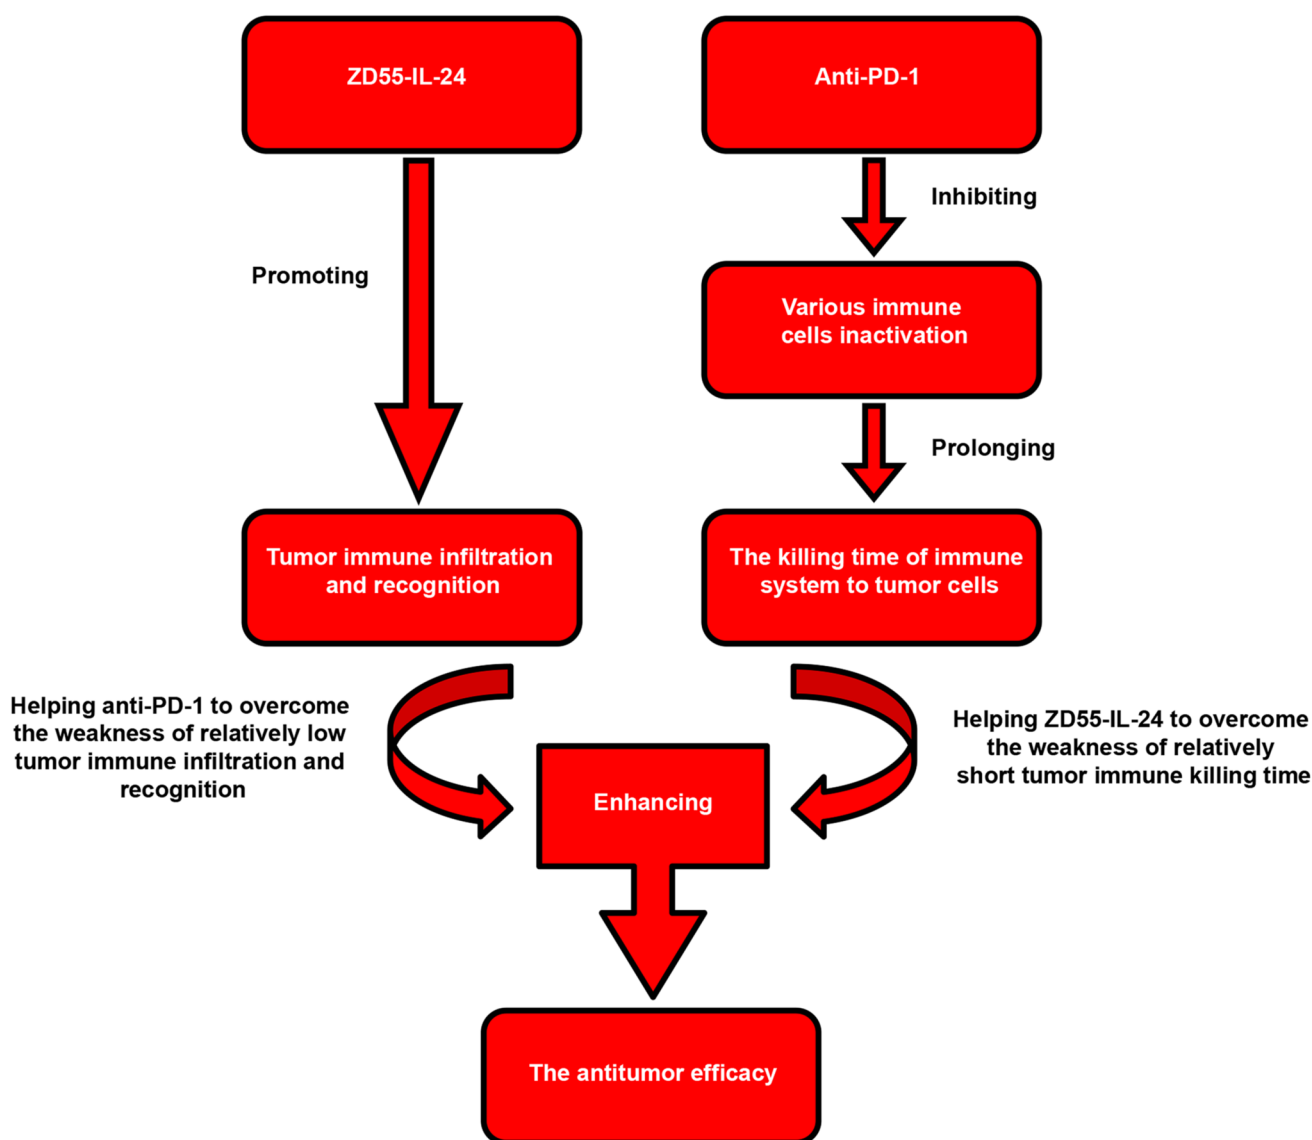 ZD55-IL-24
Anti-PD-1
Inhibiting
Promoting
Various immune
cells inactivation
Prolonging
Tumor immune infiltration
and recognition
The killing time of immune
system to tumor cells
Helping anti-PD-1 to overcome
the weakness of relatively low
tumor immune infiltration and
recognition
Helping ZD55-IL-24 to overcome
the weakness of relatively
short tumor immune killing time
Enhancing
The antitumor efficacy